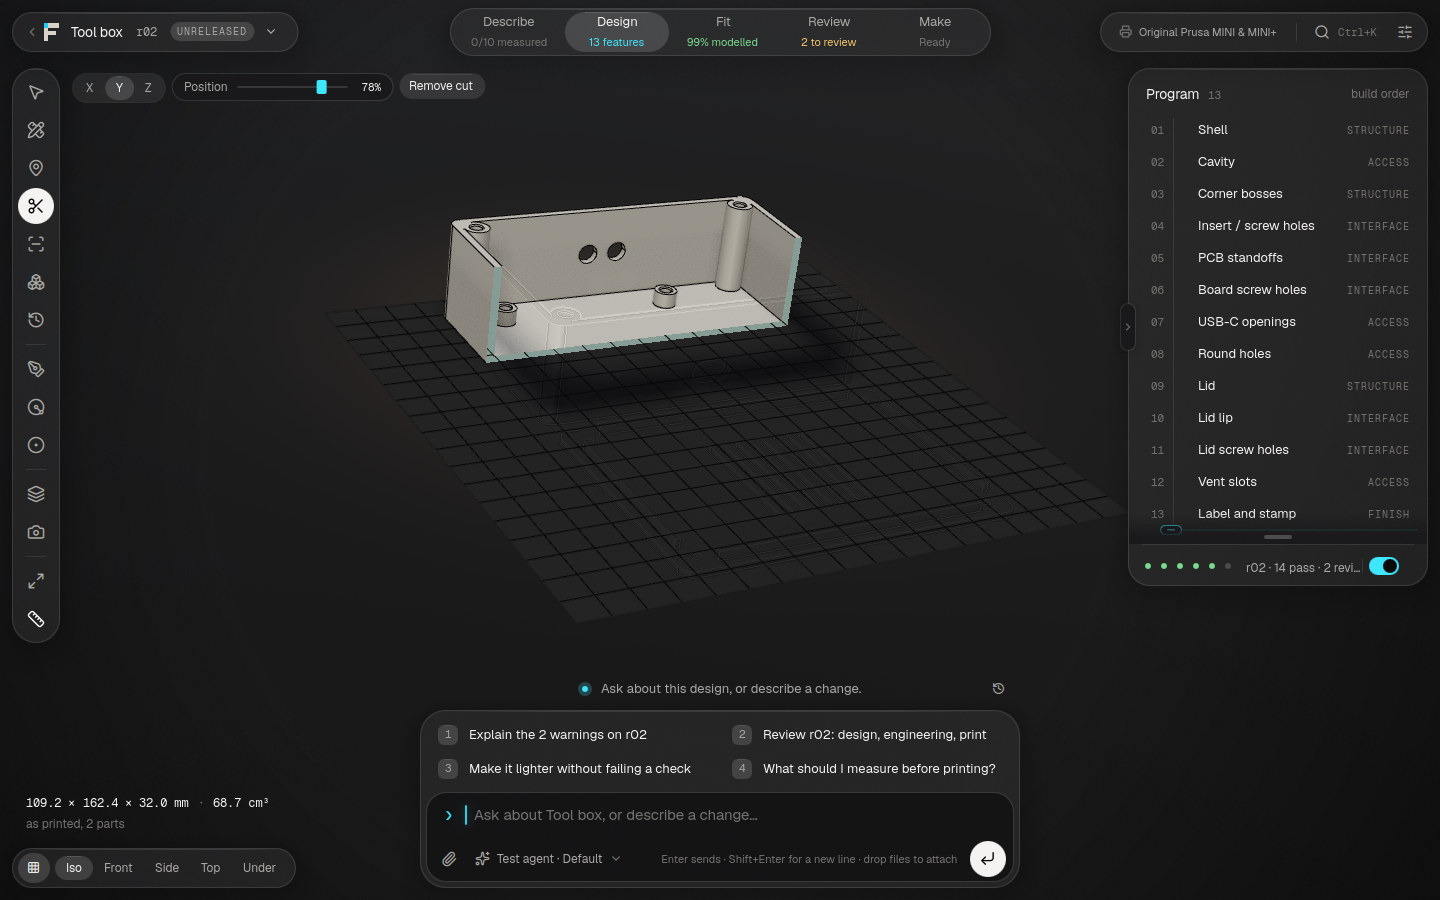 Tool box r02 UNRELEASED
Describe
0/10 measured
Design
13 features
Fit
99% modelled
Review
2 to review
Make
Ready
Original Prusa MINI & MINI+
Ctrl+K
X Y Z
Position 78%
Remove cut
Program 13 build order
01 Shell STRUCTURE
02 Cavity ACCESS
03 Corner bosses STRUCTURE
04 Insert / screw holes INTERFACE
05 PCB standoffs INTERFACE
06 Board screw holes INTERFACE
07 USB-C openings ACCESS
08 Round holes ACCESS
09 Lid STRUCTURE
10 Lid lip INTERFACE
11 Lid screw holes INTERFACE
12 Vent slots ACCESS
13 Label and stamp FINISH
r02 · 14 pass · 2 revi...
Ask about this design, or describe a change.
1 Explain the 2 warnings on r02
2 Review r02: design, engineering, print
3 Make it lighter without failing a check
4 What should I measure before printing?
Ask about Tool box, or describe a change...
Test agent · Default
Enter sends · Shift+Enter for a new line · drop files to attach
109.2 × 162.4 × 32.0 mm · 68.7 cm³
as printed, 2 parts
Iso Front Side Top Under